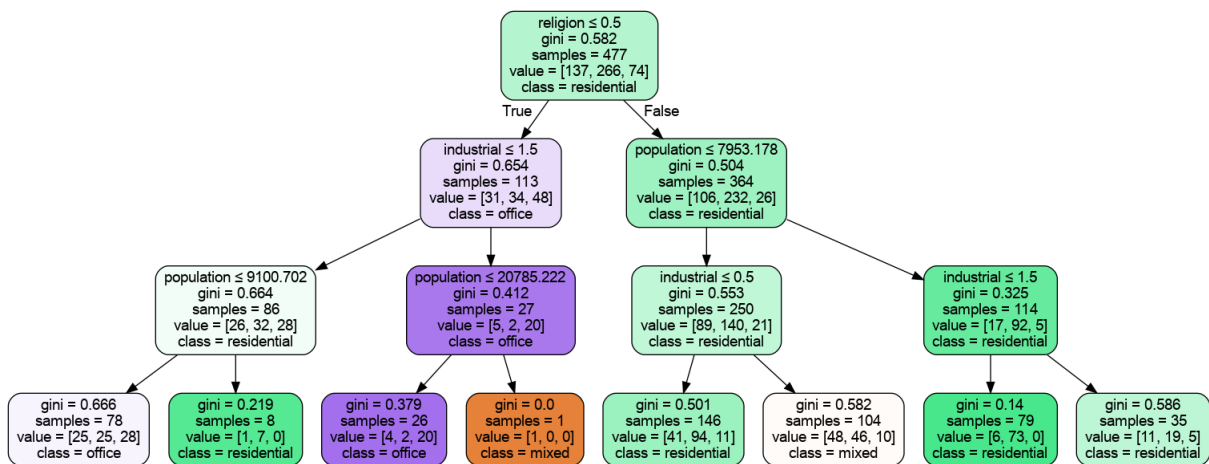 religion ≤ 0.5
gini = 0.582
samples = 477
value = [137, 266, 74]
class = residential
True
False
industrial ≤ 1.5
gini = 0.654
samples = 113
value = [31, 34, 48]
class = office
population ≤ 7953.178
gini = 0.504
samples = 364
value = [106, 232, 26]
class = residential
population ≤ 9100.702
gini = 0.664
samples = 86
value = [26, 32, 28]
class = residential
population ≤ 20785.222
gini = 0.412
samples = 27
value = [5, 2, 20]
class = office
industrial ≤ 0.5
gini = 0.553
samples = 250
value = [89, 140, 21]
class = residential
industrial ≤ 1.5
gini = 0.325
samples = 114
value = [17, 92, 5]
class = residential
gini = 0.666
samples = 78
value = [25, 25, 28]
class = office
gini = 0.219
samples = 8
value = [1, 7, 0]
class = residential
gini = 0.379
samples = 26
value = [4, 2, 20]
class = office
gini = 0.0
samples = 1
value = [1, 0, 0]
class = mixed
gini = 0.501
samples = 146
value = [41, 94, 11]
class = residential
gini = 0.582
samples = 104
value = [48, 46, 10]
class = mixed
gini = 0.14
samples = 79
value = [6, 73, 0]
class = residential
gini = 0.586
samples = 35
value = [11, 19, 5]
class = residential